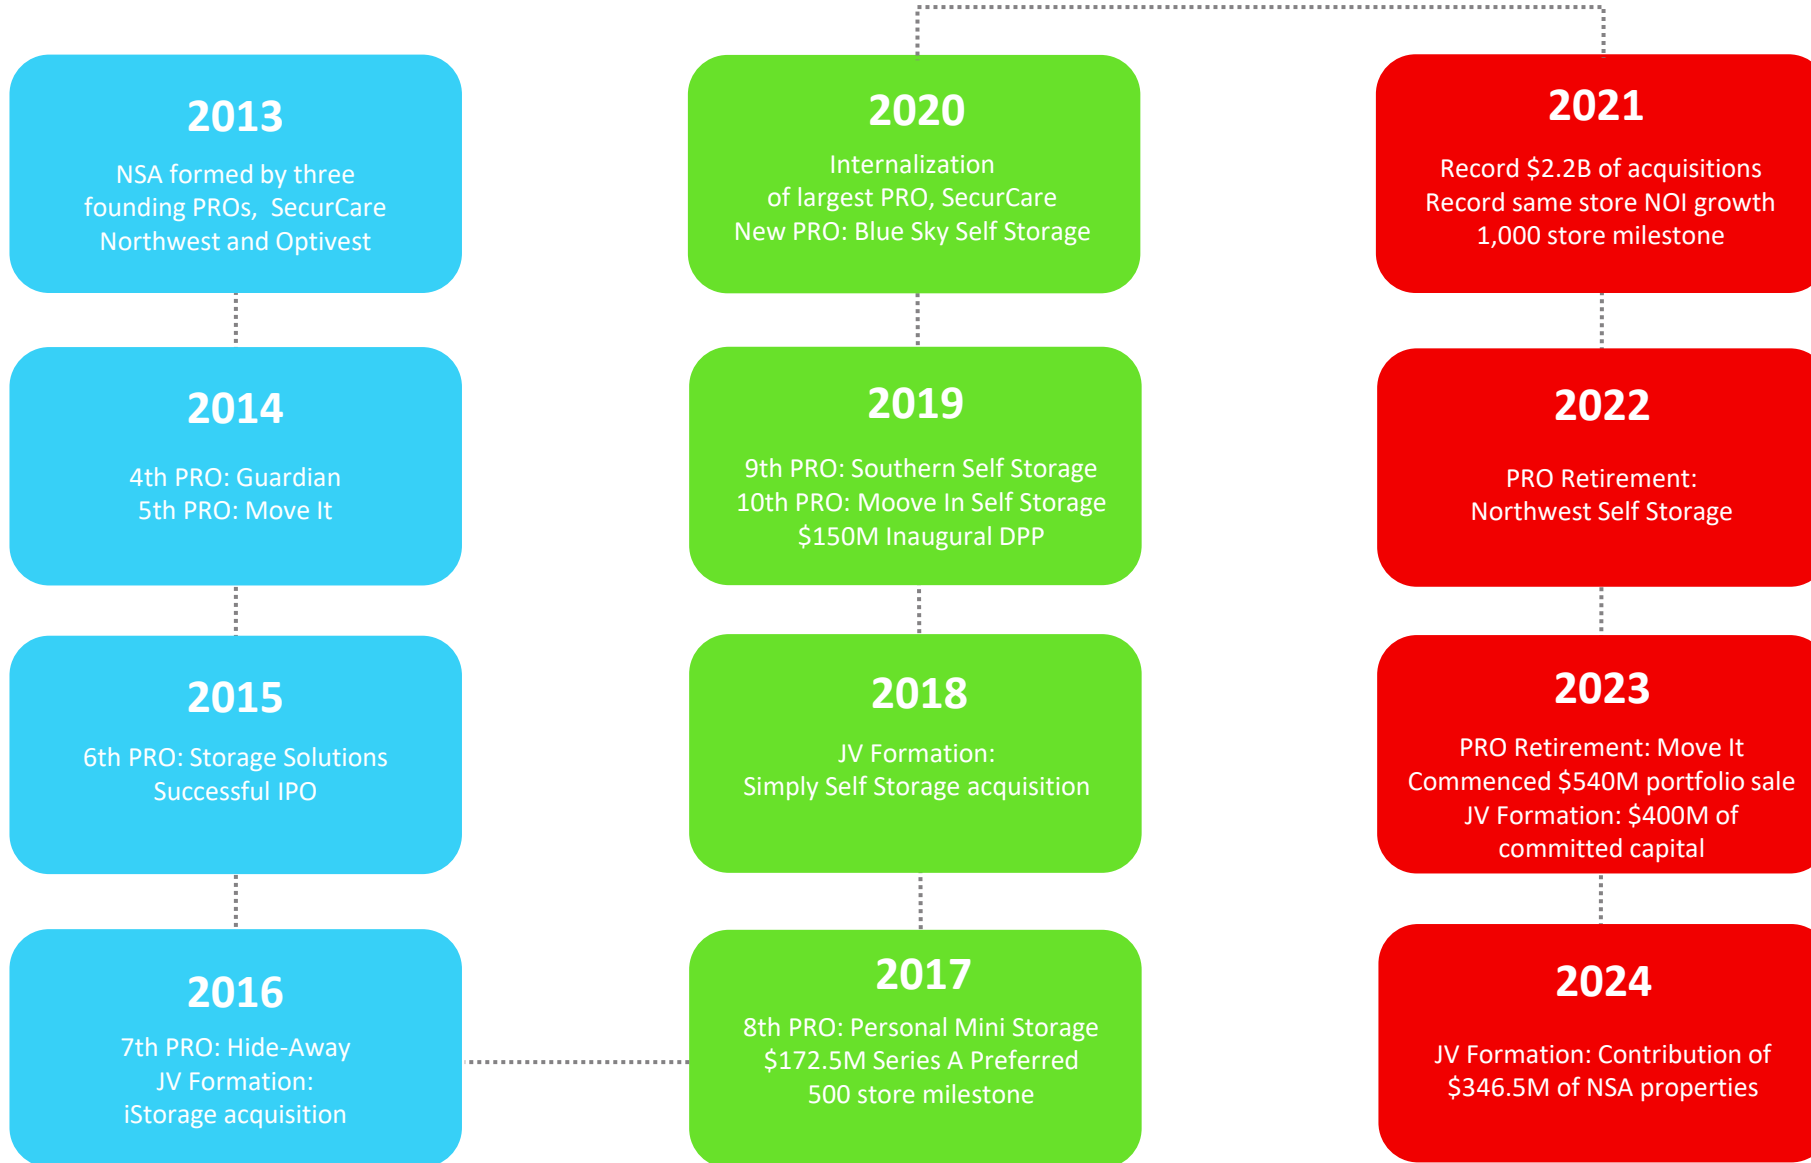 2013
NSA formed by three
founding PROs, SecurCare
Northwest and Optivest
2014
4th PRO: Guardian
5th PRO: Move It
2015
6th PRO: Storage Solutions
Successful IPO
2016
7th PRO: Hide-Away
JV Formation:
iStorage acquisition
2017
8th PRO: Personal Mini Storage
$172.5M Series A Preferred
500 store milestone
2018
JV Formation:
Simply Self Storage acquisition
2019
9th PRO: Southern Self Storage
10th PRO: Moove In Self Storage
$150M Inaugural DPP
2020
Internalization
of largest PRO, SecurCare
New PRO: Blue Sky Self Storage
2021
Record $2.2B of acquisitions
Record same store NOI growth
1,000 store milestone
2022
PRO Retirement:
Northwest Self Storage
2023
PRO Retirement: Move It
Commenced $540M portfolio sale
JV Formation: $400M of
committed capital
2024
JV Formation: Contribution of
$346.5M of NSA properties